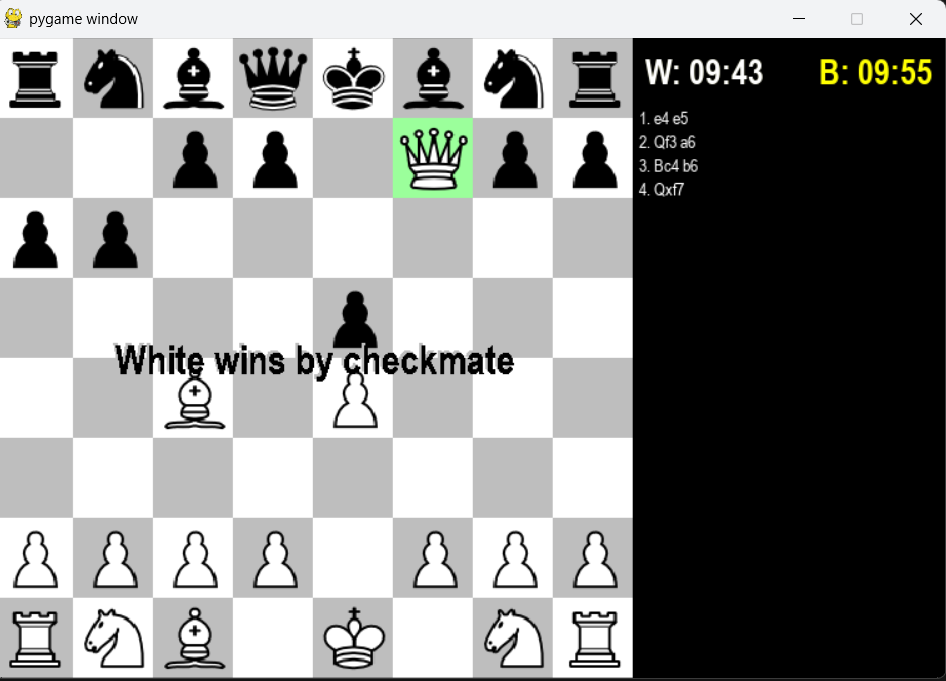 pygame window
W: 09:43 B: 09:55
1. e4 e5
2. Qf3 a6
3. Bc4 b6
4. Qxf7
White wins by checkmate